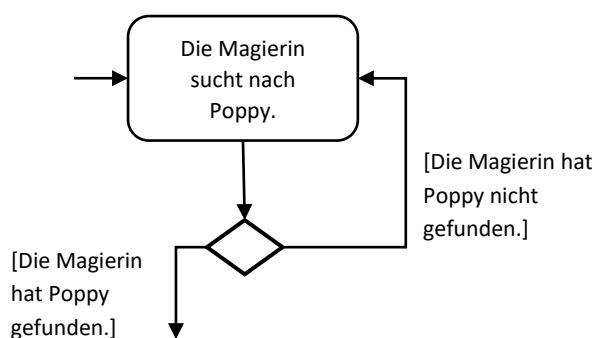 Die Magierin
sucht nach
Poppy.
[Die Magierin hat
Poppy nicht
gefunden.]
[Die Magierin
hat Poppy
gefunden.]